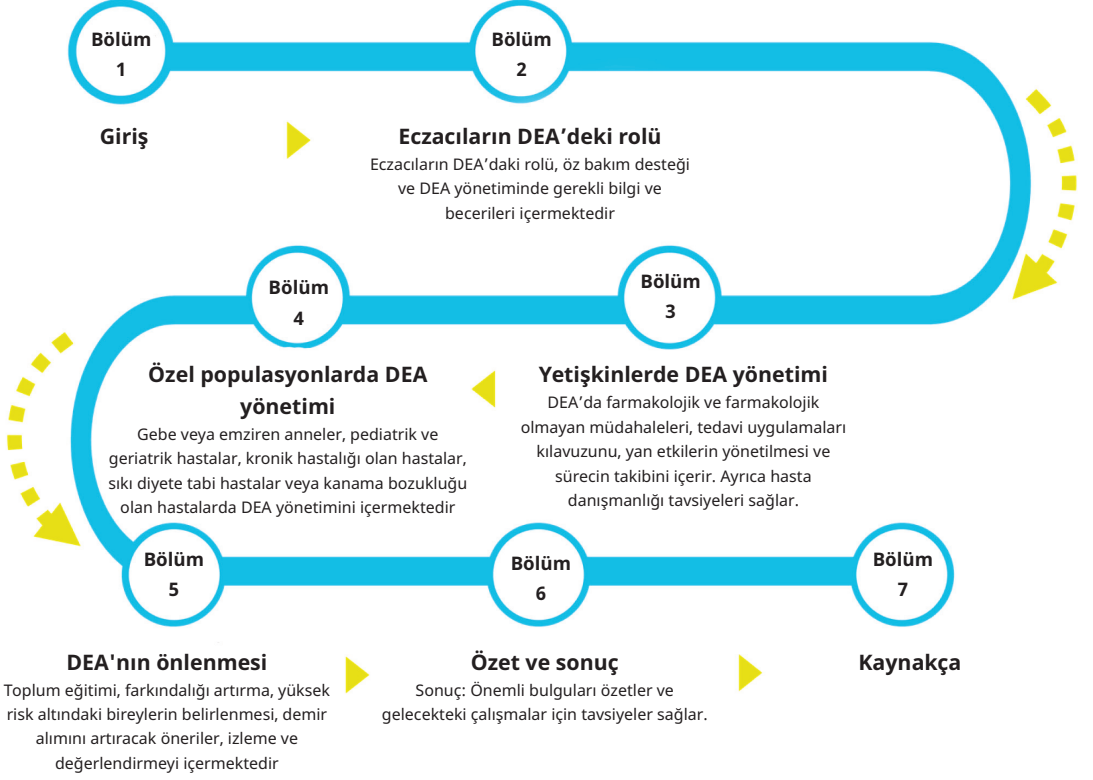 Bölüm
1
Giriş
Bölüm
2
Eczacıların DEA’deki rolü
Eczacıların DEA’daki rolü, öz bakım desteği
ve DEA yönetiminde gerekli bilgi ve
becerileri içermektedir
Bölüm
3
Yetişkinlerde DEA yönetimi
DEA’da farmakolojik ve farmakolojik
olmayan müdahaleleri, tedavi uygulamaları
kılavuzunu, yan etkilerin yönetilmesi ve
sürecin takibini içerir. Ayrıca hasta
danışmanlığı tavsiyeleri sağlar.
Bölüm
4
Özel populasyonlarda DEA
yönetimi
Gebe veya emziren anneler, pediatrik ve
geriatrik hastalar, kronik hastalığı olan hastalar,
sıkı diyete tabi hastalar veya kanama bozukluğu
olan hastalarda DEA yönetimini içermektedir
Bölüm
5
DEA'nın önlenmesi
Toplum eğitimi, farkındalığı artırma, yüksek
risk altındaki bireylerin belirlenmesi, demir
alımını artıracak öneriler, izleme ve
değerlendirmeyi içermektedir
Bölüm
6
Özet ve sonuç
Sonuç: Önemli bulguları özetler ve
gelecekteki çalışmalar için tavsiyeler sağlar.
Bölüm
7
Kaynakça